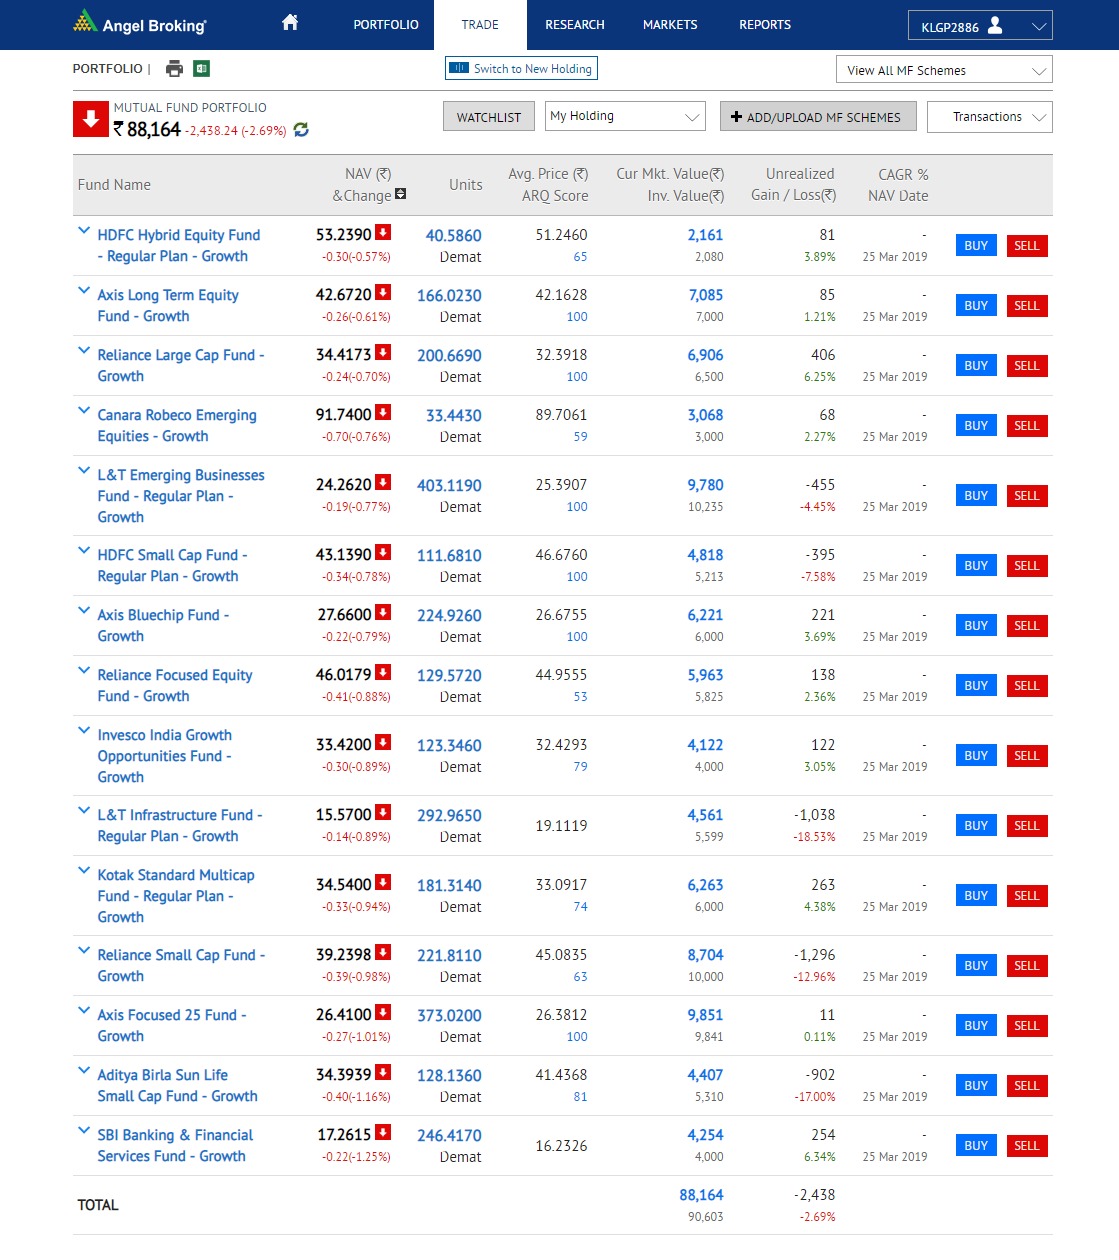 Angel Broking
PORTFOLIO TRADE RESEARCH MARKETS REPORTS KLGP2886
PORTFOLIO | Switch to New Holding View All MF Schemes
MUTUAL FUND PORTFOLIO
₹ 88,164 -2,438.24 (-2.69%)
WATCHLIST My Holding + ADD/UPLOAD MF SCHEMES Transactions
Fund Name NAV (₹) &Change Units Avg. Price (₹) ARQ Score Cur Mkt. Value(₹) Inv. Value(₹) Unrealized Gain / Loss(₹) CAGR % NAV Date
HDFC Hybrid Equity Fund 53.2390 40.5860 51.2460 2,161 81 - BUY SELL
- Regular Plan - Growth -0.30(-0.57%) Demat 65 2,080 3.89% 25 Mar 2019
Axis Long Term Equity 42.6720 166.0230 42.1628 7,085 85 - BUY SELL
Fund - Growth -0.26(-0.61%) Demat 100 7,000 1.21% 25 Mar 2019
Reliance Large Cap Fund - 34.4173 200.6690 32.3918 6,906 406 - BUY SELL
Growth -0.24(-0.70%) Demat 100 6,500 6.25% 25 Mar 2019
Canara Robeco Emerging 91.7400 33.4430 89.7061 3,068 68 - BUY SELL
Equities - Growth -0.70(-0.76%) Demat 59 3,000 2.27% 25 Mar 2019
L&T Emerging Businesses
Fund - Regular Plan - 24.2620 403.1190 25.3907 9,780 -455 - BUY SELL
Growth -0.19(-0.77%) Demat 100 10,235 -4.45% 25 Mar 2019
HDFC Small Cap Fund - 43.1390 111.6810 46.6760 4,818 -395 - BUY SELL
Regular Plan - Growth -0.34(-0.78%) Demat 100 5,213 -7.58% 25 Mar 2019
Axis Bluechip Fund - 27.6600 224.9260 26.6755 6,221 221 - BUY SELL
Growth -0.22(-0.79%) Demat 100 6,000 3.69% 25 Mar 2019
Reliance Focused Equity 46.0179 129.5720 44.9555 5,963 138 - BUY SELL
Fund - Growth -0.41(-0.88%) Demat 53 5,825 2.36% 25 Mar 2019
Invesco India Growth
Opportunities Fund - 33.4200 123.3460 32.4293 4,122 122 - BUY SELL
Growth -0.30(-0.89%) Demat 79 4,000 3.05% 25 Mar 2019
L&T Infrastructure Fund - 15.5700 292.9650 19.1119 4,561 -1,038 - BUY SELL
Regular Plan - Growth -0.14(-0.89%) Demat 5,599 -18.53% 25 Mar 2019
Kotak Standard Multicap
Fund - Regular Plan - 34.5400 181.3140 33.0917 6,263 263 - BUY SELL
Growth -0.33(-0.94%) Demat 74 6,000 4.38% 25 Mar 2019
Reliance Small Cap Fund - 39.2398 221.8110 45.0835 8,704 -1,296 - BUY SELL
Growth -0.39(-0.98%) Demat 63 10,000 -12.96% 25 Mar 2019
Axis Focused 25 Fund - 26.4100 373.0200 26.3812 9,851 11 - BUY SELL
Growth -0.27(-1.01%) Demat 100 9,841 0.11% 25 Mar 2019
Aditya Birla Sun Life 34.3939 128.1360 41.4368 4,407 -902 - BUY SELL
Small Cap Fund - Growth -0.40(-1.16%) Demat 81 5,310 -17.00% 25 Mar 2019
SBI Banking & Financial 17.2615 246.4170 16.2326 4,254 254 - BUY SELL
Services Fund - Growth -0.22(-1.25%) Demat 4,000 6.34% 25 Mar 2019
TOTAL 88,164 -2,438
90,603 -2.69%